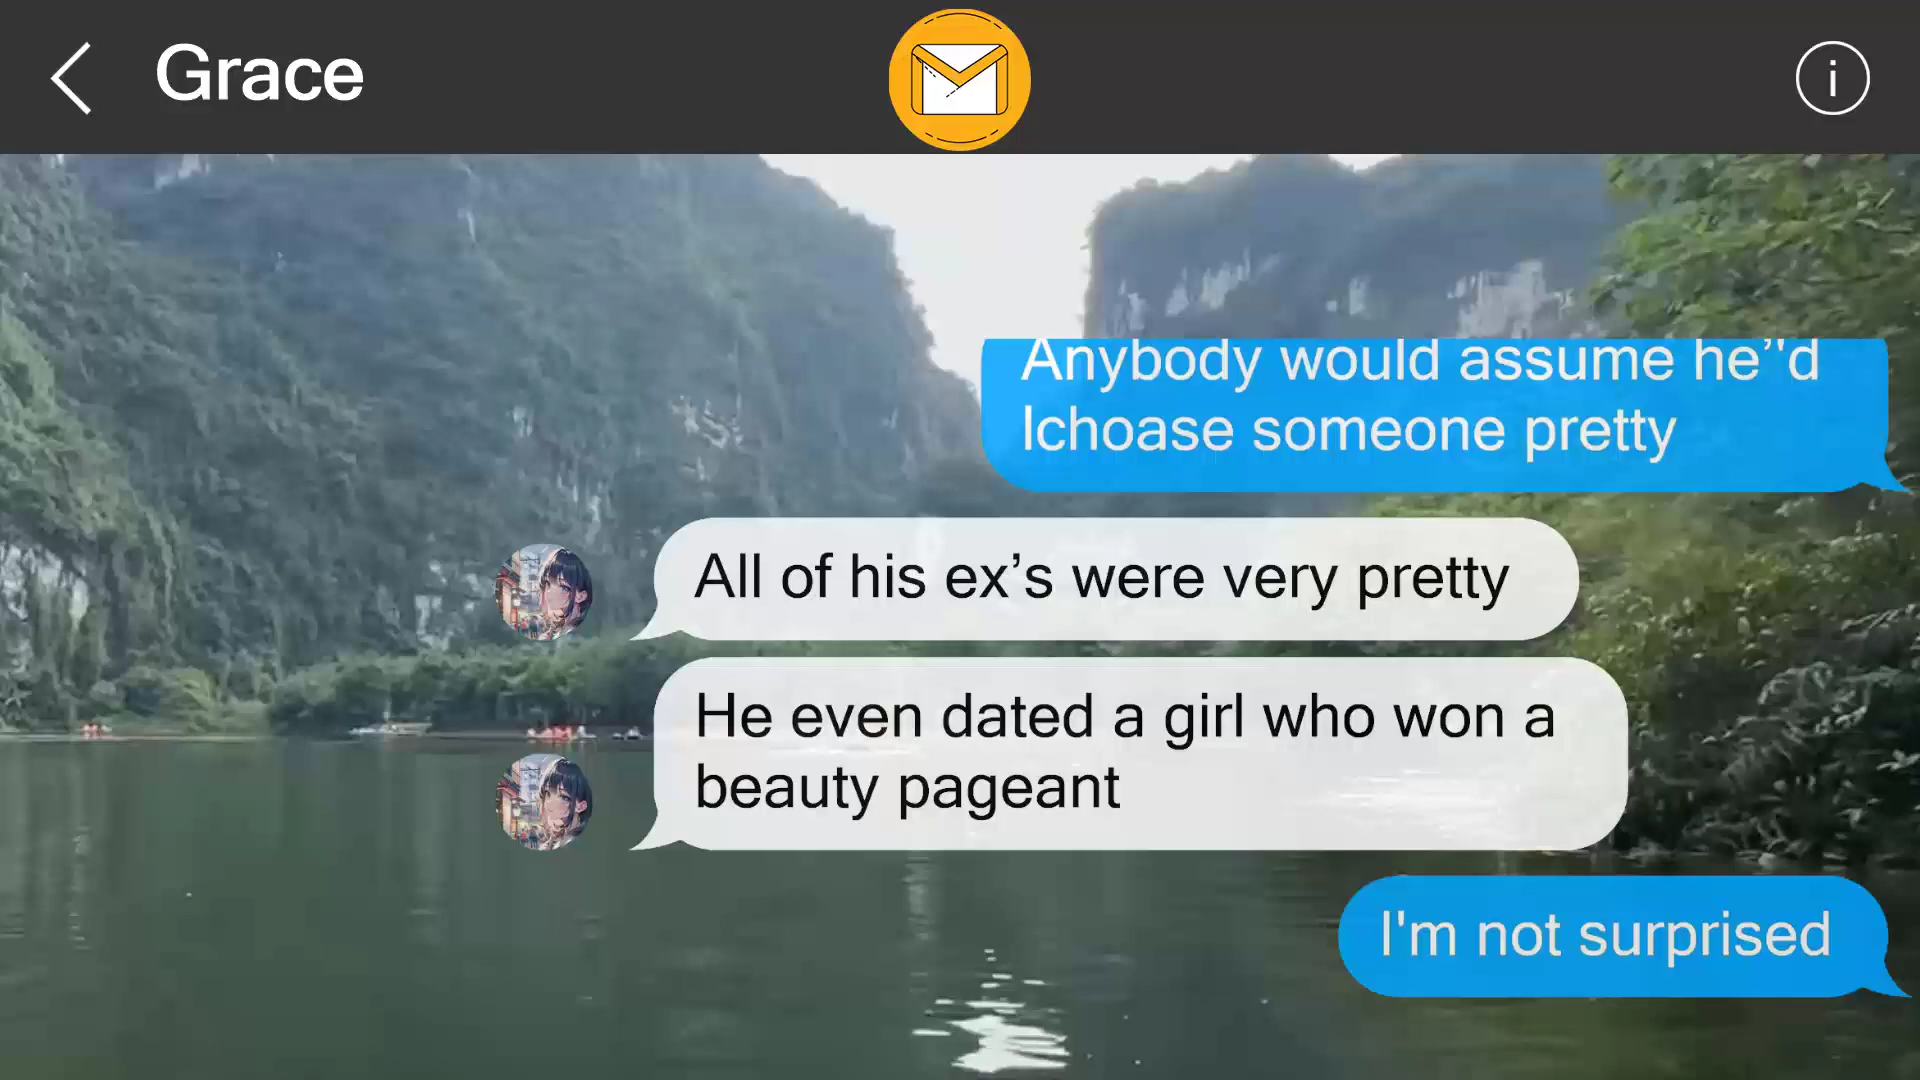 Grace
i
Anybody would assume he’'d
Ichoase someone pretty
All of his ex’s were very pretty
He even dated a girl who won a
beauty pageant
I'm not surprised